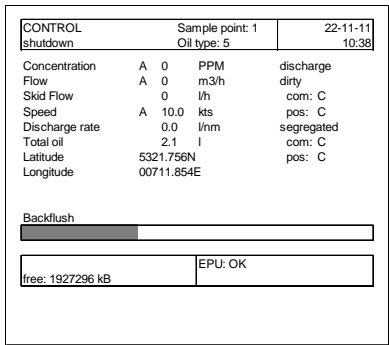 CONTROL Sample point: 1 22-11-11
shutdown Oil type: 5 10:38
Concentration A 0 PPM discharge
Flow A 0 m3/h dirty
Skid Flow 0 l/h com: C
Speed A 10.0 kts pos: C
Discharge rate 0.0 l/nm segregated
Total oil 2.1 l com: C
Latitude 5321.756N pos: C
Longitude 00711.854E
Backflush
EPU: OK
free: 1927296 kB